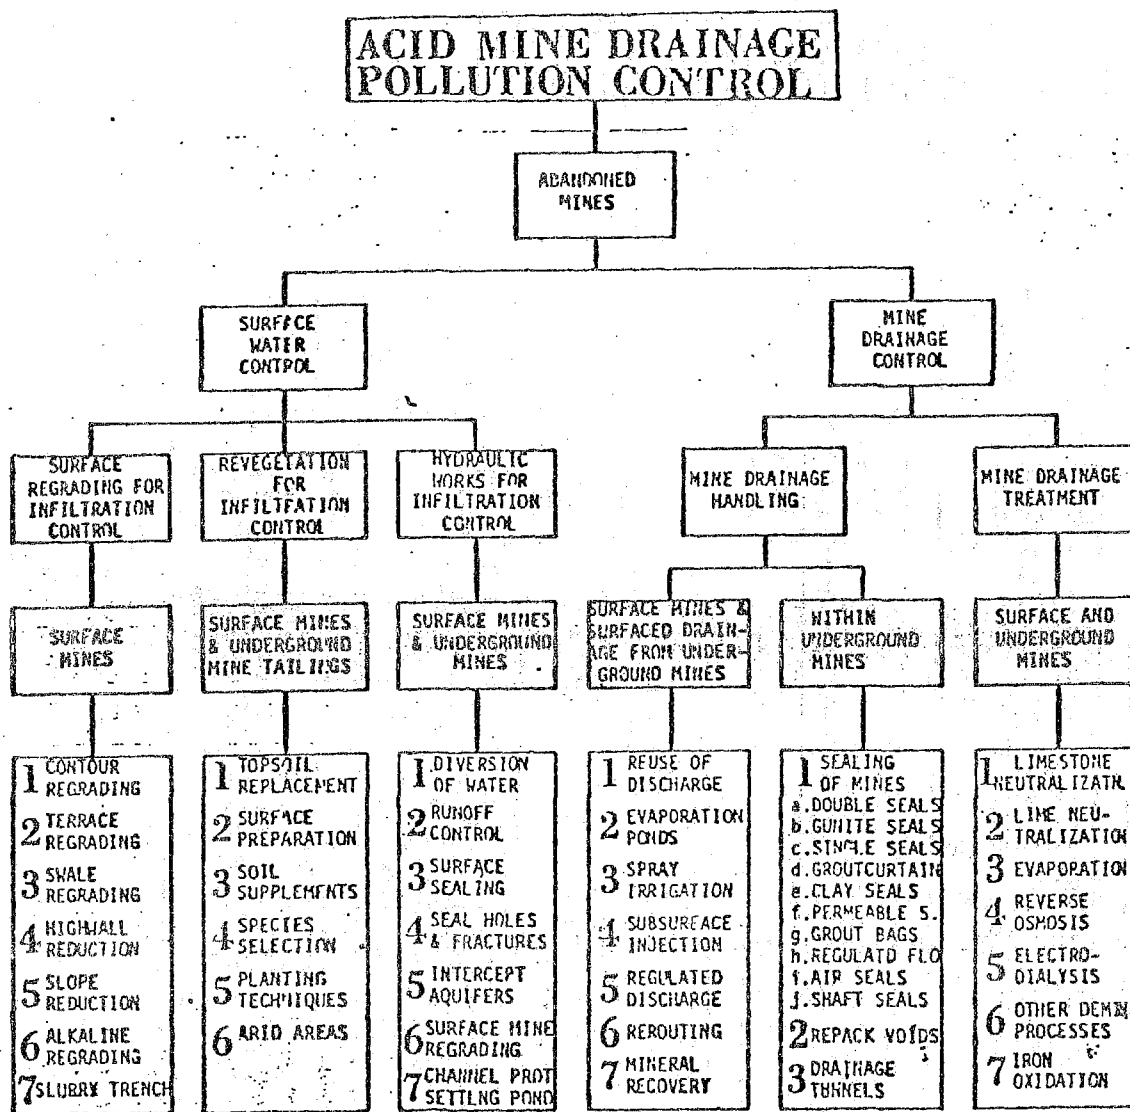 ACID MINE DRAINAGE
POLLUTION CONTROL
ABANDONED
MINES
SURFACE
WATER
CONTROL
MINE
DRAINAGE
CONTROL
SURFACE
REGRADING FOR
INFILTRATION
CONTROL
REVEGETATION
FOR
INFILTRATION
CONTROL
HYDRAULIC
WORKS FOR
INFILTRATION
CONTROL
MINE DRAINAGE
HANDLING
MINE DRAINAGE
TREATMENT
SURFACE
MINES
SURFACE MINES
& UNDERGROUND
MINE TAILINGS
SURFACE MINES
& UNDERGROUND
MINES
SURFACE MINES &
SURFACED DRAIN-
AGE FROM UNDER-
GROUND MINES
WITHIN
UNDERGROUND
MINES
SURFACE AND
UNDERGROUND
MINES
1 CONTOUR
REGRADING
2 TERRACE
REGRADING
3 SWALE
REGRADING
4 HIGHWALL
REDUCTION
5 SLOPE
REDUCTION
6 ALKALINE
REGRADING
7 SLURRY TRENCH
1 TOPSOIL
REPLACEMENT
2 SURFACE
PREPARATION
3 SOIL
SUPPLEMENTS
4 SPECIES
SELECTION
5 PLANTING
TECHNIQUES
6 ARID AREAS
1 DIVERSION
OF WATER
2 RUNOFF
CONTROL
3 SURFACE
SEALING
4 SEAL HOLES
& FRACTURES
5 INTERCEPT
AQUIFERS
6 SURFACE MINE
REGRADING
7 CHANNEL PROT
SETTLNG POND
1 REUSE OF
DISCHARGE
2 EVAPORATION
PONDS
3 SPRAY
IRRIGATION
4 SUBSUREACE
INJECTION
5 REGULATED
DISCHARGE
6 REROUTING
7 MINERAL
RECOVERY
1 SEALING
OF MINES
a. DOUBLE SEALS
b. GUNITE SEALS
c. SINGLE SEALS
d. GROUTCURTAIN
e. CLAY SEALS
f. PERMEABLE S.
g. GROUT BAGS
h. REGULATD FLO
i. AIR SEALS
j. SHAFT SEALS
2 REPACK VOIDS
3 DRAINAGE
TUNNELS
1 LIMESTONE
NEUTRALIZATN.
2 LIME NEU-
TRALIZATION
3 EVAPORATION
4 REVERSE
OSMOSIS
5 ELECTRO-
DIALYSIS
6 OTHER DEMIN
PROCESSES
7 IRON
OXIDATION